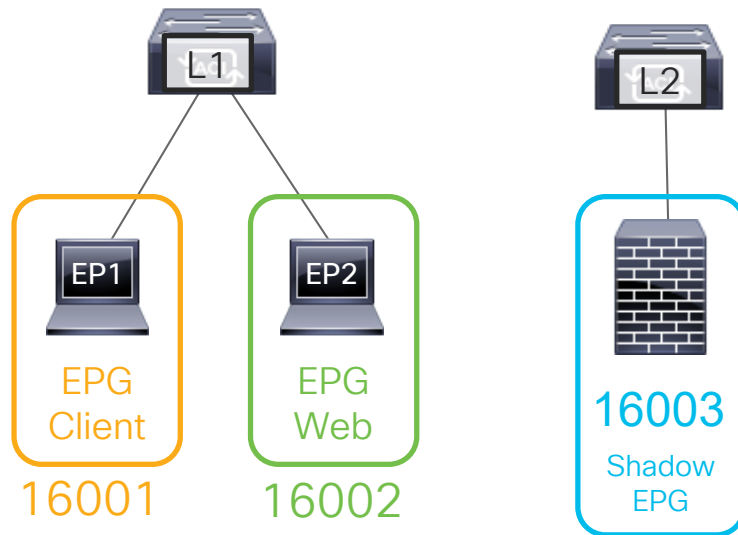 L1
L2
EP1
EP2
EPG
Client
EPG
Web
16003
Shadow
EPG
16001
16002